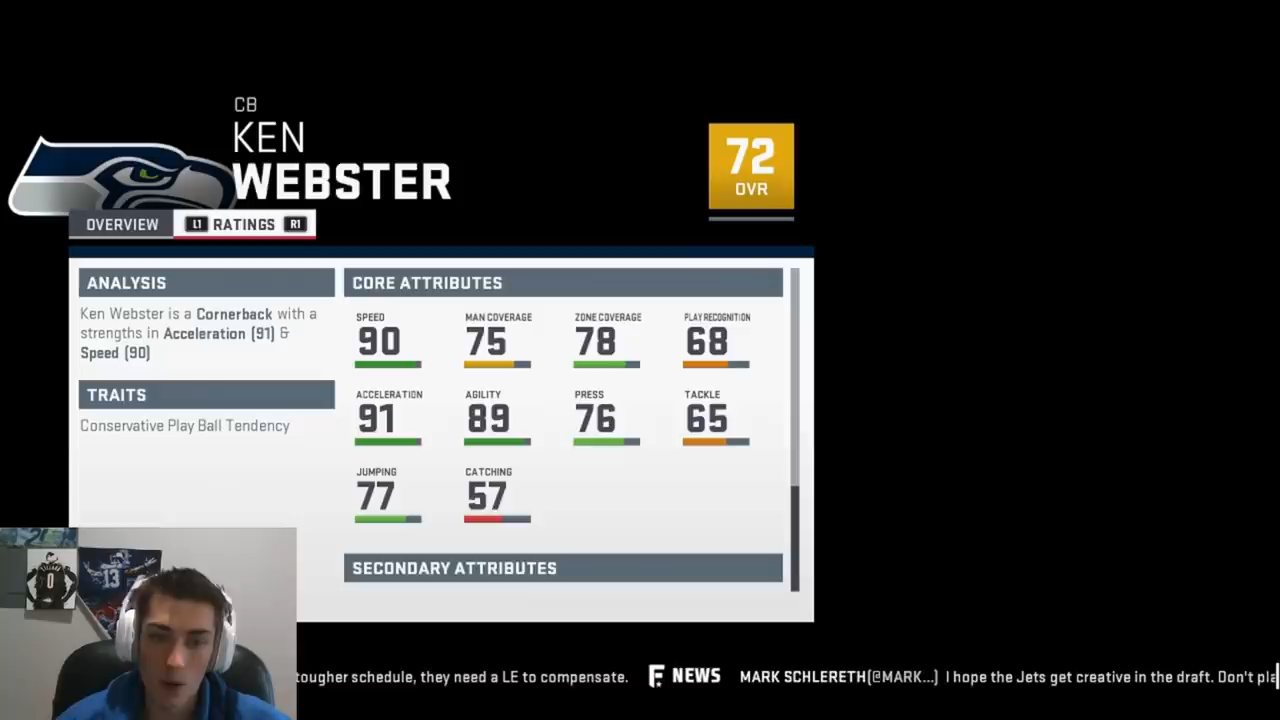 CB
KEN
WEBSTER
72
OVR
OVERVIEW L1 RATINGS R1
ANALYSIS
Ken Webster is a Cornerback with a
strengths in Acceleration (91) &
Speed (90)
TRAITS
Conservative Play Ball Tendency
CORE ATTRIBUTES
SPEED MAN COVERAGE ZONE COVERAGE PLAY RECOGNITION
90 75 78 68
ACCELERATION AGILITY PRESS TACKLE
91 89 76 65
JUMPING CATCHING
77 57
SECONDARY ATTRIBUTES
0
13
tougher schedule, they need a LE to compensate. F NEWS MARK SCHLERETH(@MARK...) I hope the Jets get creative in the draft. Don't pla